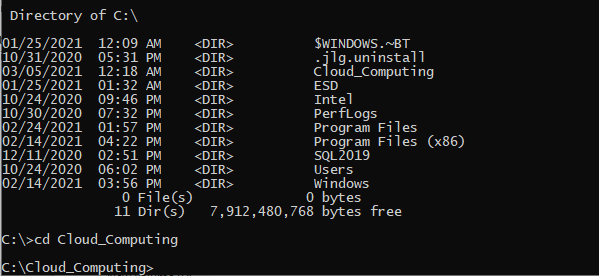 Directory of C:\
01/25/2021 12:09 AM <DIR> $WINDOWS.~BT
10/31/2020 05:31 PM <DIR> .jlg.uninstall
03/05/2021 12:18 AM <DIR> Cloud_Computing
01/25/2021 01:32 AM <DIR> ESD
10/24/2020 09:46 PM <DIR> Intel
10/30/2020 07:32 PM <DIR> PerfLogs
02/24/2021 01:57 PM <DIR> Program Files
02/14/2021 04:22 PM <DIR> Program Files (x86)
12/11/2020 02:51 PM <DIR> SQL2019
10/24/2020 06:02 PM <DIR> Users
02/14/2021 03:56 PM <DIR> Windows
0 File(s) 0 bytes
11 Dir(s) 7,912,480,768 bytes free
C:\>cd Cloud_Computing
C:\Cloud_Computing>